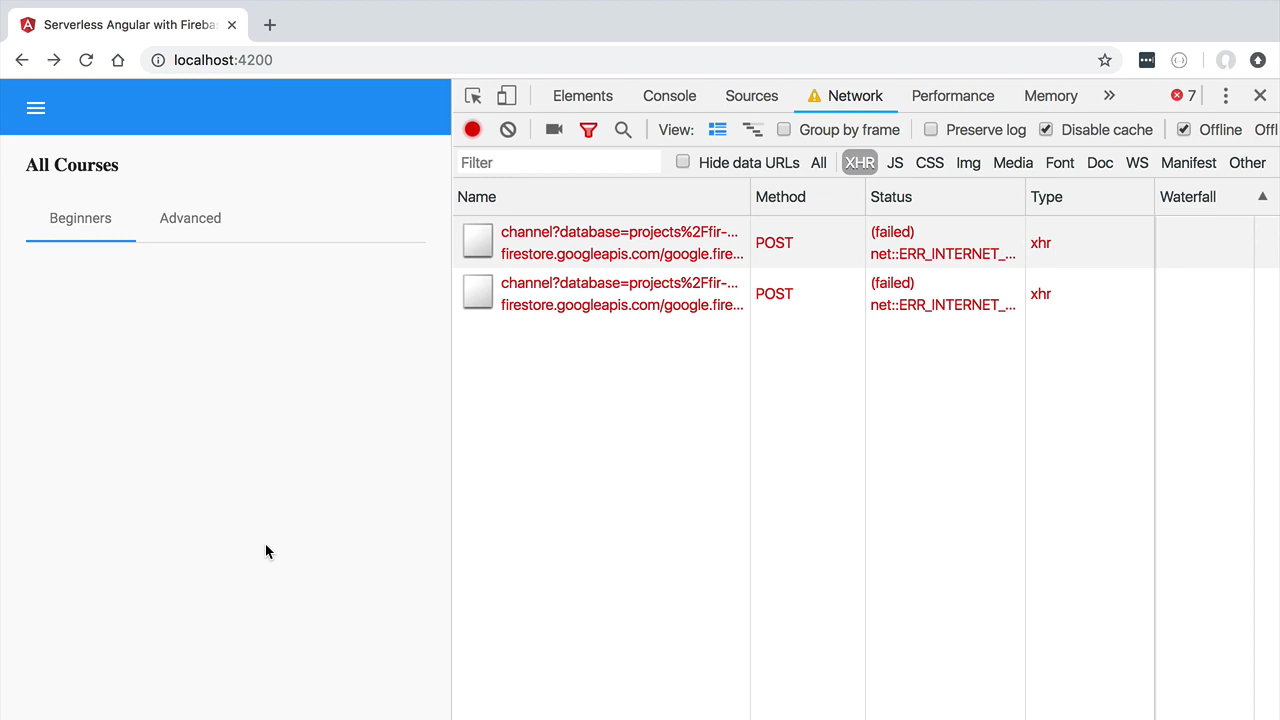 Serverless Angular with Fireba
localhost:4200
All Courses
Beginners Advanced
Elements Console Sources Network Performance Memory 7
View: Group by frame Preserve log Disable cache Offline Offl
Filter Hide data URLs All XHR JS CSS Img Media Font Doc WS Manifest Other
Name Method Status Type Waterfall
channel?database=projects%2Ffir-... POST (failed) xhr
firestore.googleapis.com/google.fire... net::ERR_INTERNET_...
channel?database=projects%2Ffir-... POST (failed) xhr
firestore.googleapis.com/google.fire... net::ERR_INTERNET_...